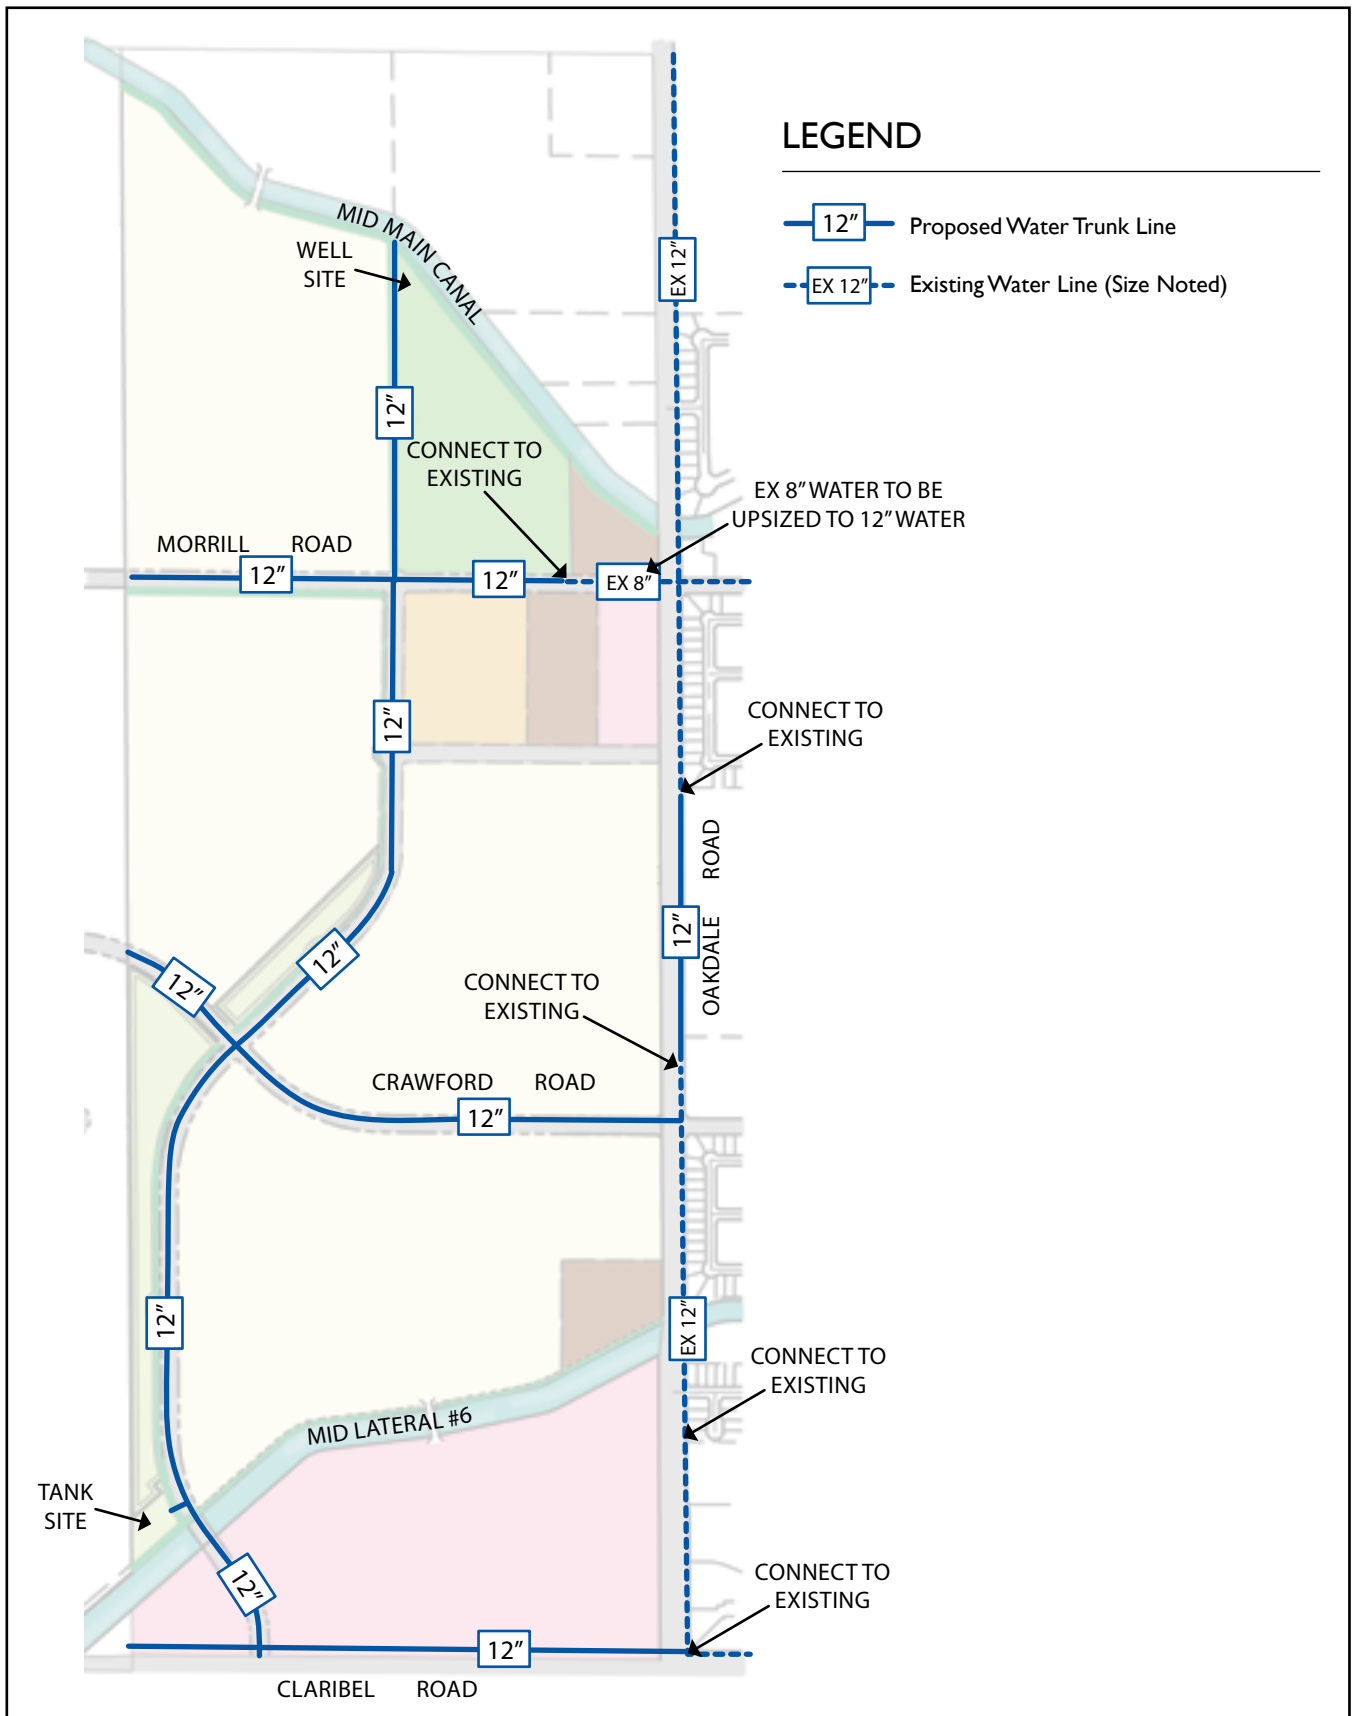 LEGEND
12” Proposed Water Trunk Line
EX 12” Existing Water Line (Size Noted)
MID MAIN CANAL
WELL
SITE
EX 12”
12”
CONNECT TO
EXISTING
EX 8” WATER TO BE
UPSIZED TO 12” WATER
MORRILL ROAD
12”
12”
EX 8”
12”
CONNECT TO
EXISTING
OAKDALE ROAD
12”
12”
12”
CONNECT TO
EXISTING
CRAWFORD ROAD
12”
12”
EX 12”
CONNECT TO
EXISTING
MID LATERAL #6
TANK
SITE
12”
CONNECT TO
EXISTING
12”
CLARIBEL ROAD